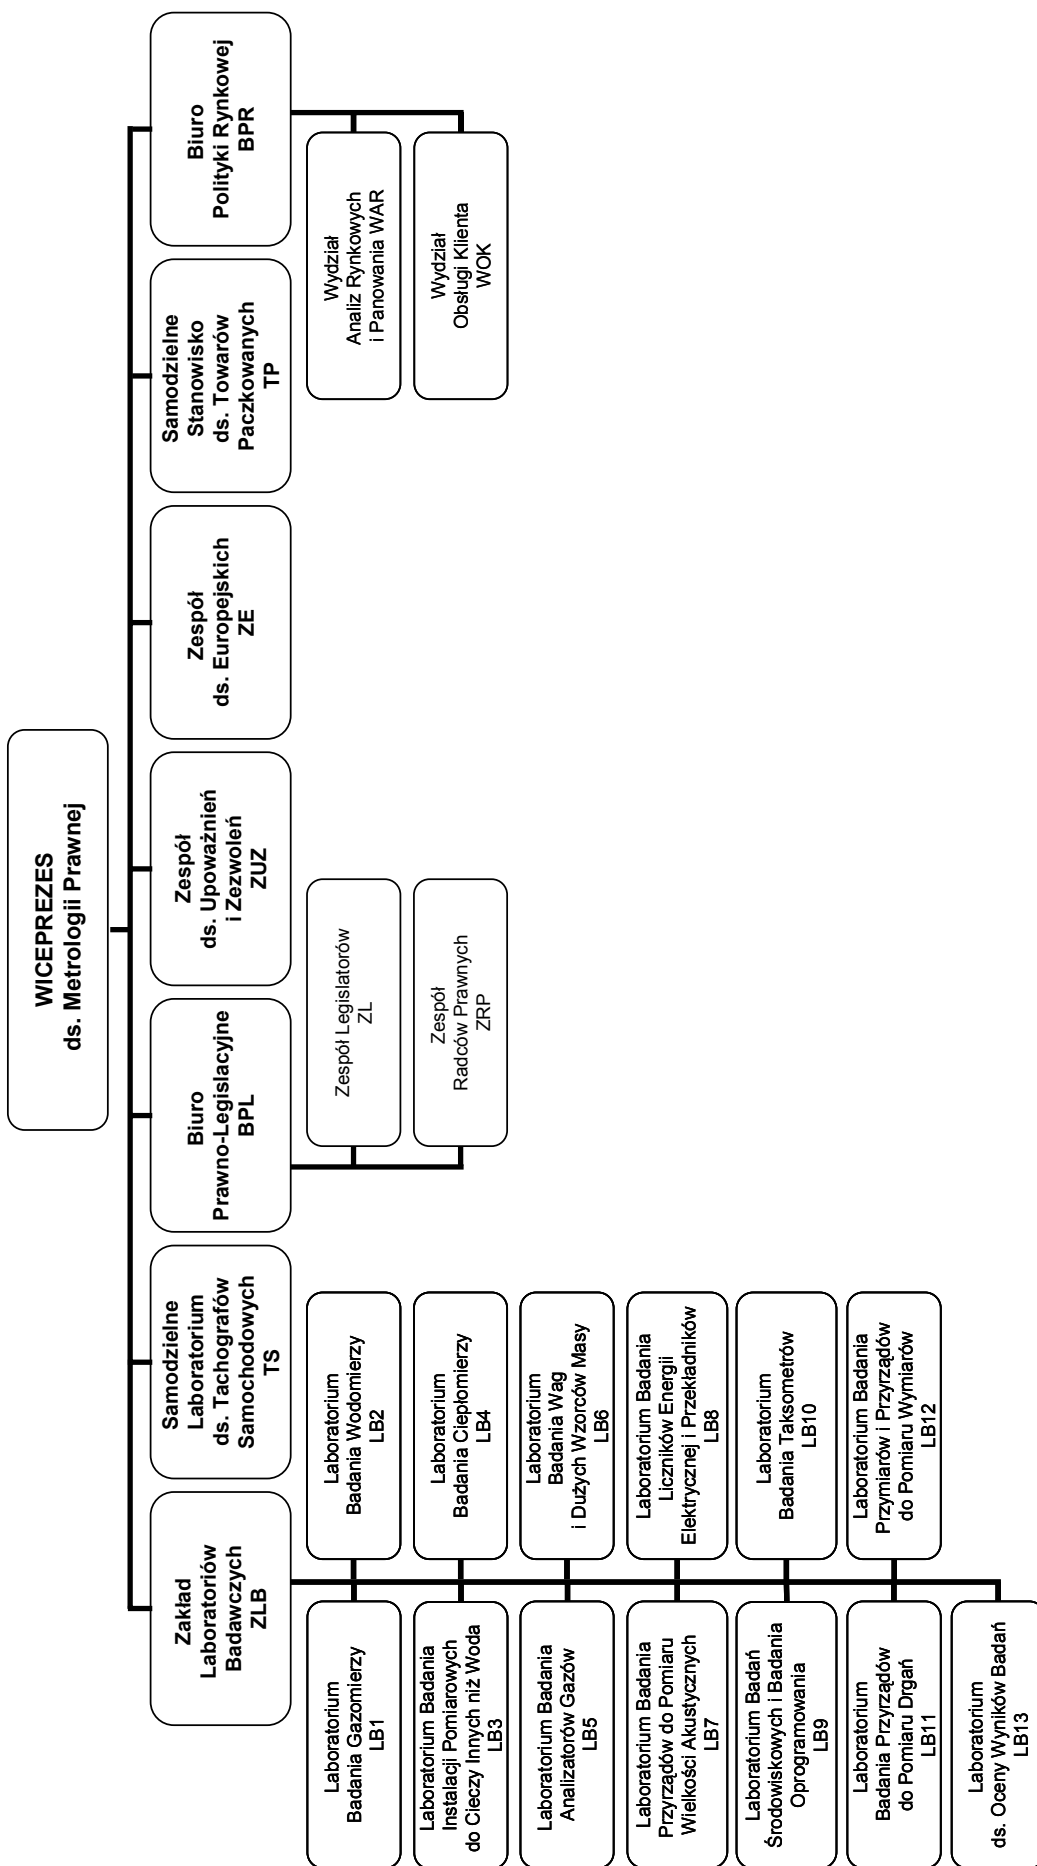 WICEPREZES
ds. Metrologii Prawnej
Zakład
Laboratoriów
Badawczych
ZLB
Samodzielne
Laboratorium
ds. Tachografów
Samochodowych
TS
Biuro
Prawno-Legislacyjne
BPL
Zespół
ds. Upoważnień
i Zezwoleń
ZUZ
Zespół
ds. Europejskich
ZE
Samodzielne
Stanowisko
ds. Towarów
Paczkowanych
TP
Biuro
Polityki Rynkowej
BPR
Laboratorium
Badania Gazomierzy
LB1
Laboratorium
Badania Wodomierzy
LB2
Laboratorium Badania
Instalacji Pomiarowych
do Cieczy Innych niż Woda
LB3
Laboratorium
Badania Ciepłomierzy
LB4
Laboratorium Badania
Analizatorów Gazów
LB5
Laboratorium
Badania Wag
i Dużych Wzorców Masy
LB6
Laboratorium Badania
Przyrządów do Pomiaru
Wielkości Akustycznych
LB7
Laboratorium Badania
Liczników Energii
Elektrycznej i Przekładników
LB8
Laboratorium Badań
Środowiskowych i Badania
Oprogramowania
LB9
Laboratorium
Badania Taksometrów
LB10
Laboratorium
Badania Przyrządów
do Pomiaru Drgań
LB11
Laboratorium Badania
Przymiarów i Przyrządów
do Pomiaru Wymiarów
LB12
Laboratorium
ds. Oceny Wyników Badań
LB13
Zespół Legislatorów
ZL
Zespół
Radców Prawnych
ZRP
Wydział
Analiz Rynkowych
i Panowania WAR
Wydział
Obsługi Klienta
WOK